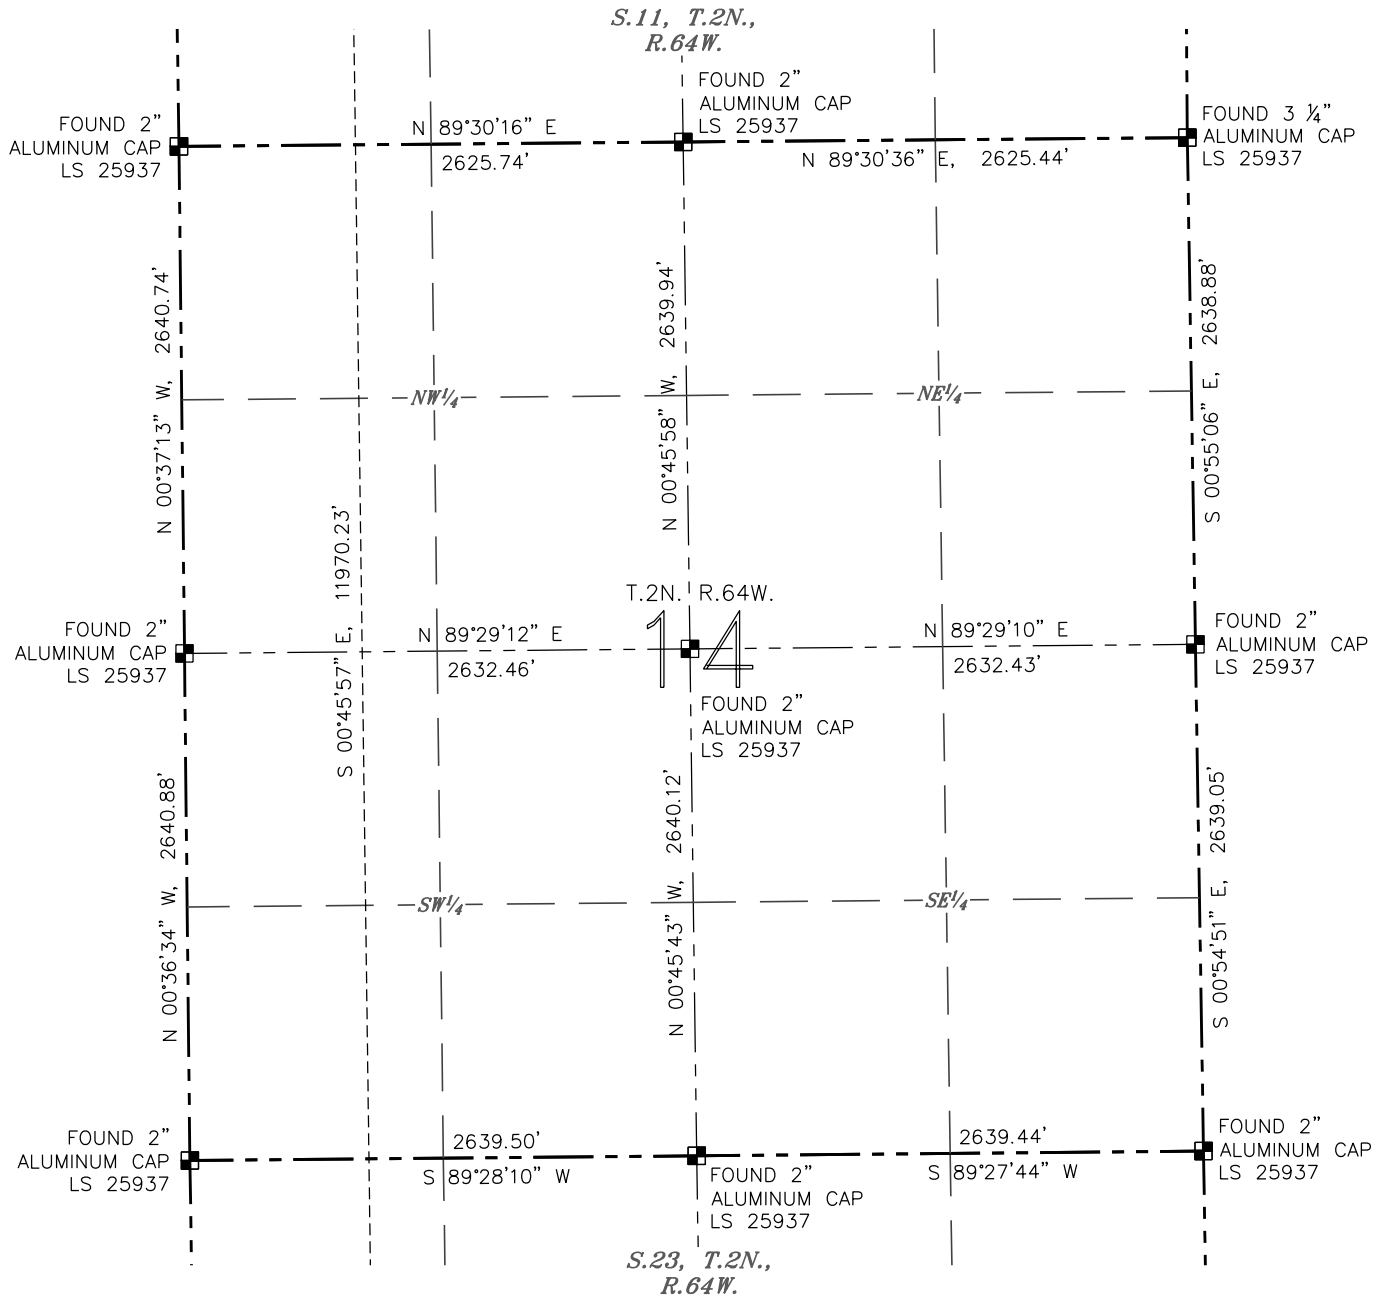 S.11, T.2N.,
R.64W.
FOUND 2"
ALUMINUM CAP
LS 25937
N 89°30'16" E
2625.74'
FOUND 2"
ALUMINUM CAP
LS 25937
N 89°30'36" E, 2625.44'
FOUND 3 ¼"
ALUMINUM CAP
LS 25937
N 00°37'13" W, 2640.74'
N 00°45'58" W, 2639.94'
S 00°55'06" E, 2638.88'
NW¼
NE¼
S 00°45'57" E, 11970.23'
T.2N. R.64W.
14
FOUND 2"
ALUMINUM CAP
LS 25937
N 89°29'12" E
2632.46'
FOUND 2"
ALUMINUM CAP
LS 25937
N 89°29'10" E
2632.43'
FOUND 2"
ALUMINUM CAP
LS 25937
N 00°36'34" W, 2640.88'
N 00°45'43" W, 2640.12'
S 00°54'51" E, 2639.05'
SW¼
SE¼
FOUND 2"
ALUMINUM CAP
LS 25937
2639.50'
S 89°28'10" W
FOUND 2"
ALUMINUM CAP
LS 25937
2639.44'
S 89°27'44" W
FOUND 2"
ALUMINUM CAP
LS 25937
S.23, T.2N.,
R.64W.